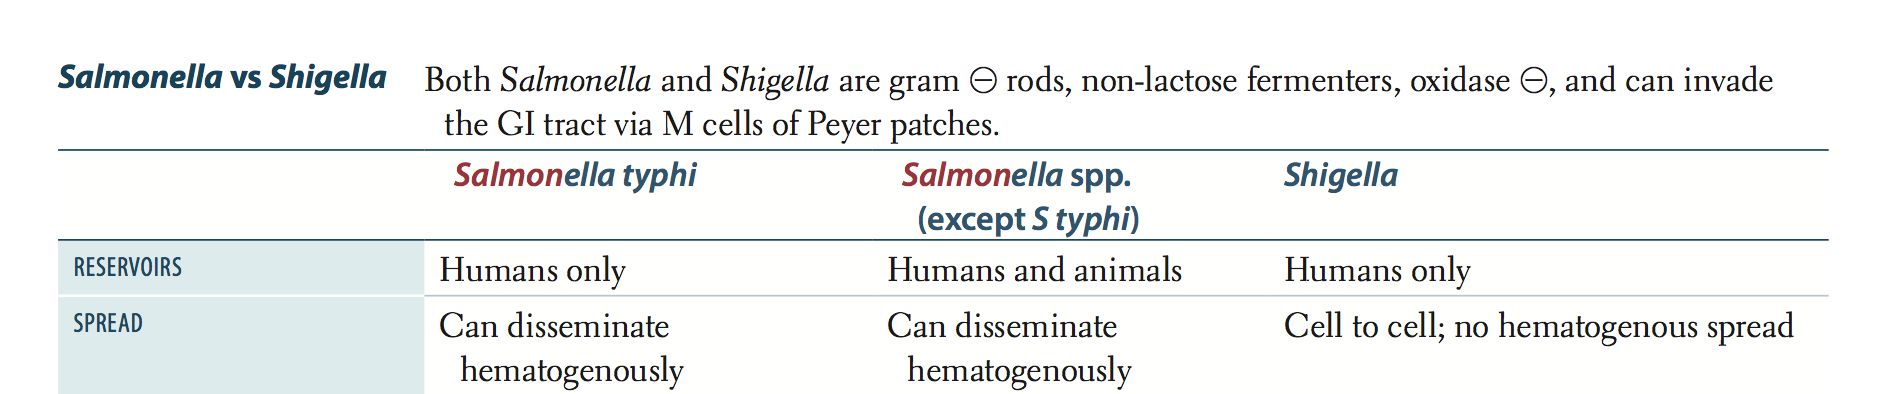 Salmonella vs Shigella
Both Salmonella and Shigella are gram ⊖ rods, non-lactose fermenters, oxidase ⊖, and can invade
the GI tract via M cells of Peyer patches.
Salmonella typhi
Salmonella spp.
(except S typhi)
Shigella
RESERVOIRS
Humans only
Humans and animals
Humans only
SPREAD
Can disseminate
hematogenously
Can disseminate
hematogenously
Cell to cell; no hematogenous spread